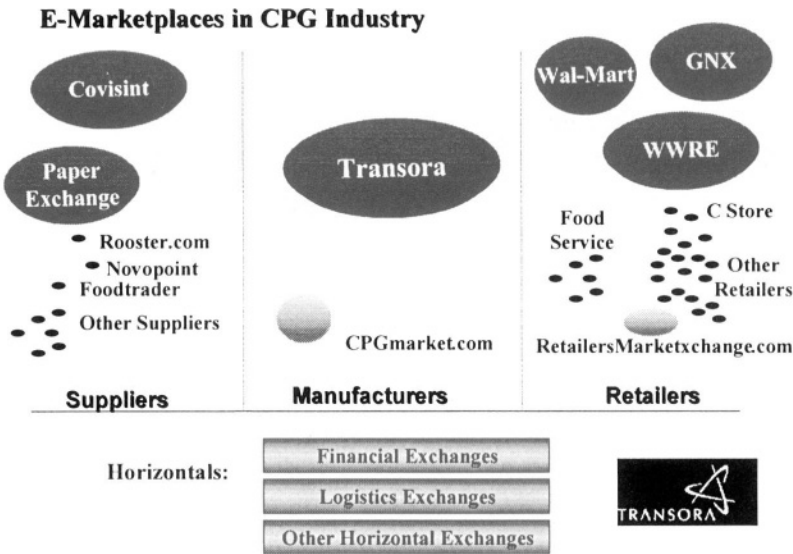 E-Marketplaces in CPG Industry
Covisint
Paper
Exchange
Rooster.com
Novopoint
Foodtrader
Other Suppliers
Suppliers
Transora
CPGmarket.com
Manufacturers
Wal-Mart
GNX
WWRE
Food
Service
C Store
Other
Retailers
RetailersMarketxchange.com
Retailers
Horizontals:
Financial Exchanges
Logistics Exchanges
Other Horizontal Exchanges
TRANSORA